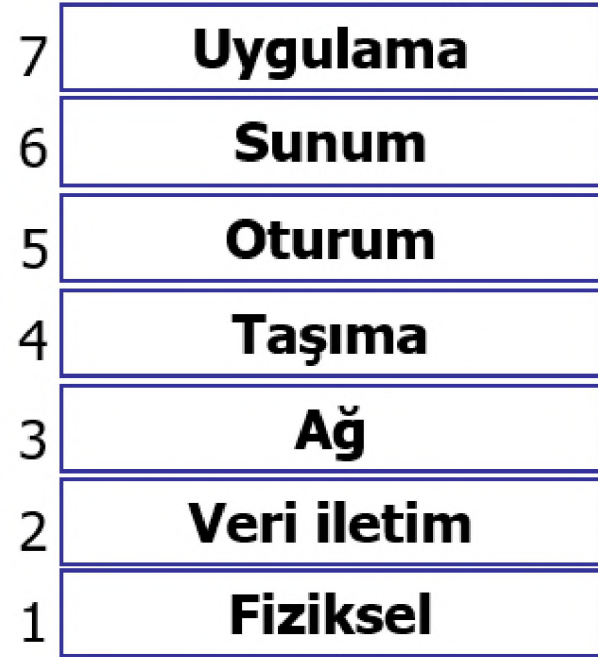 7 Uygulama
6 Sunum
5 Oturum
4 Taşıma
3 Ağ
2 Veri iletim
1 Fiziksel